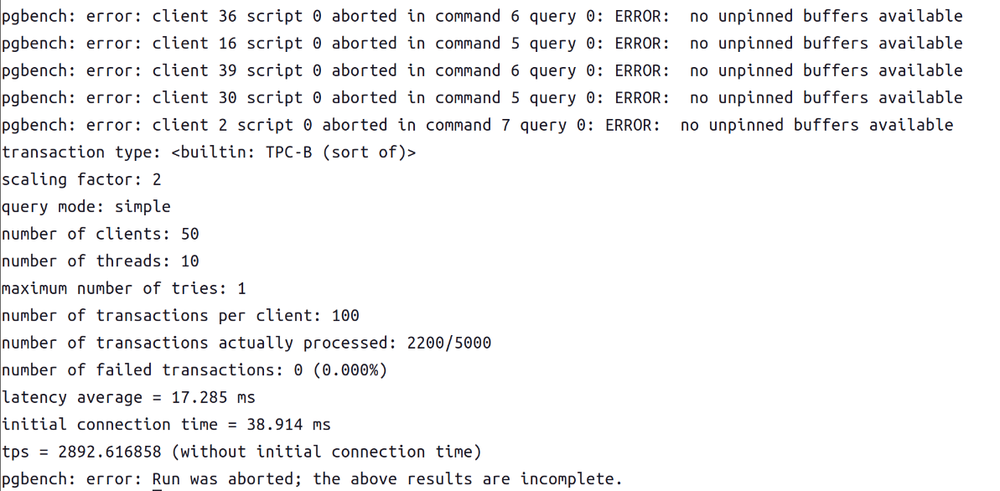 pgbench: error: client 36 script 0 aborted in command 6 query 0: ERROR:  no unpinned buffers available
pgbench: error: client 16 script 0 aborted in command 5 query 0: ERROR:  no unpinned buffers available
pgbench: error: client 39 script 0 aborted in command 6 query 0: ERROR:  no unpinned buffers available
pgbench: error: client 30 script 0 aborted in command 5 query 0: ERROR:  no unpinned buffers available
pgbench: error: client 2 script 0 aborted in command 7 query 0: ERROR:  no unpinned buffers available
transaction type: <builtin: TPC-B (sort of)>
scaling factor: 2
query mode: simple
number of clients: 50
number of threads: 10
maximum number of tries: 1
number of transactions per client: 100
number of transactions actually processed: 2200/5000
number of failed transactions: 0 (0.000%)
latency average = 17.285 ms
initial connection time = 38.914 ms
tps = 2892.616858 (without initial connection time)
pgbench: error: Run was aborted; the above results are incomplete.